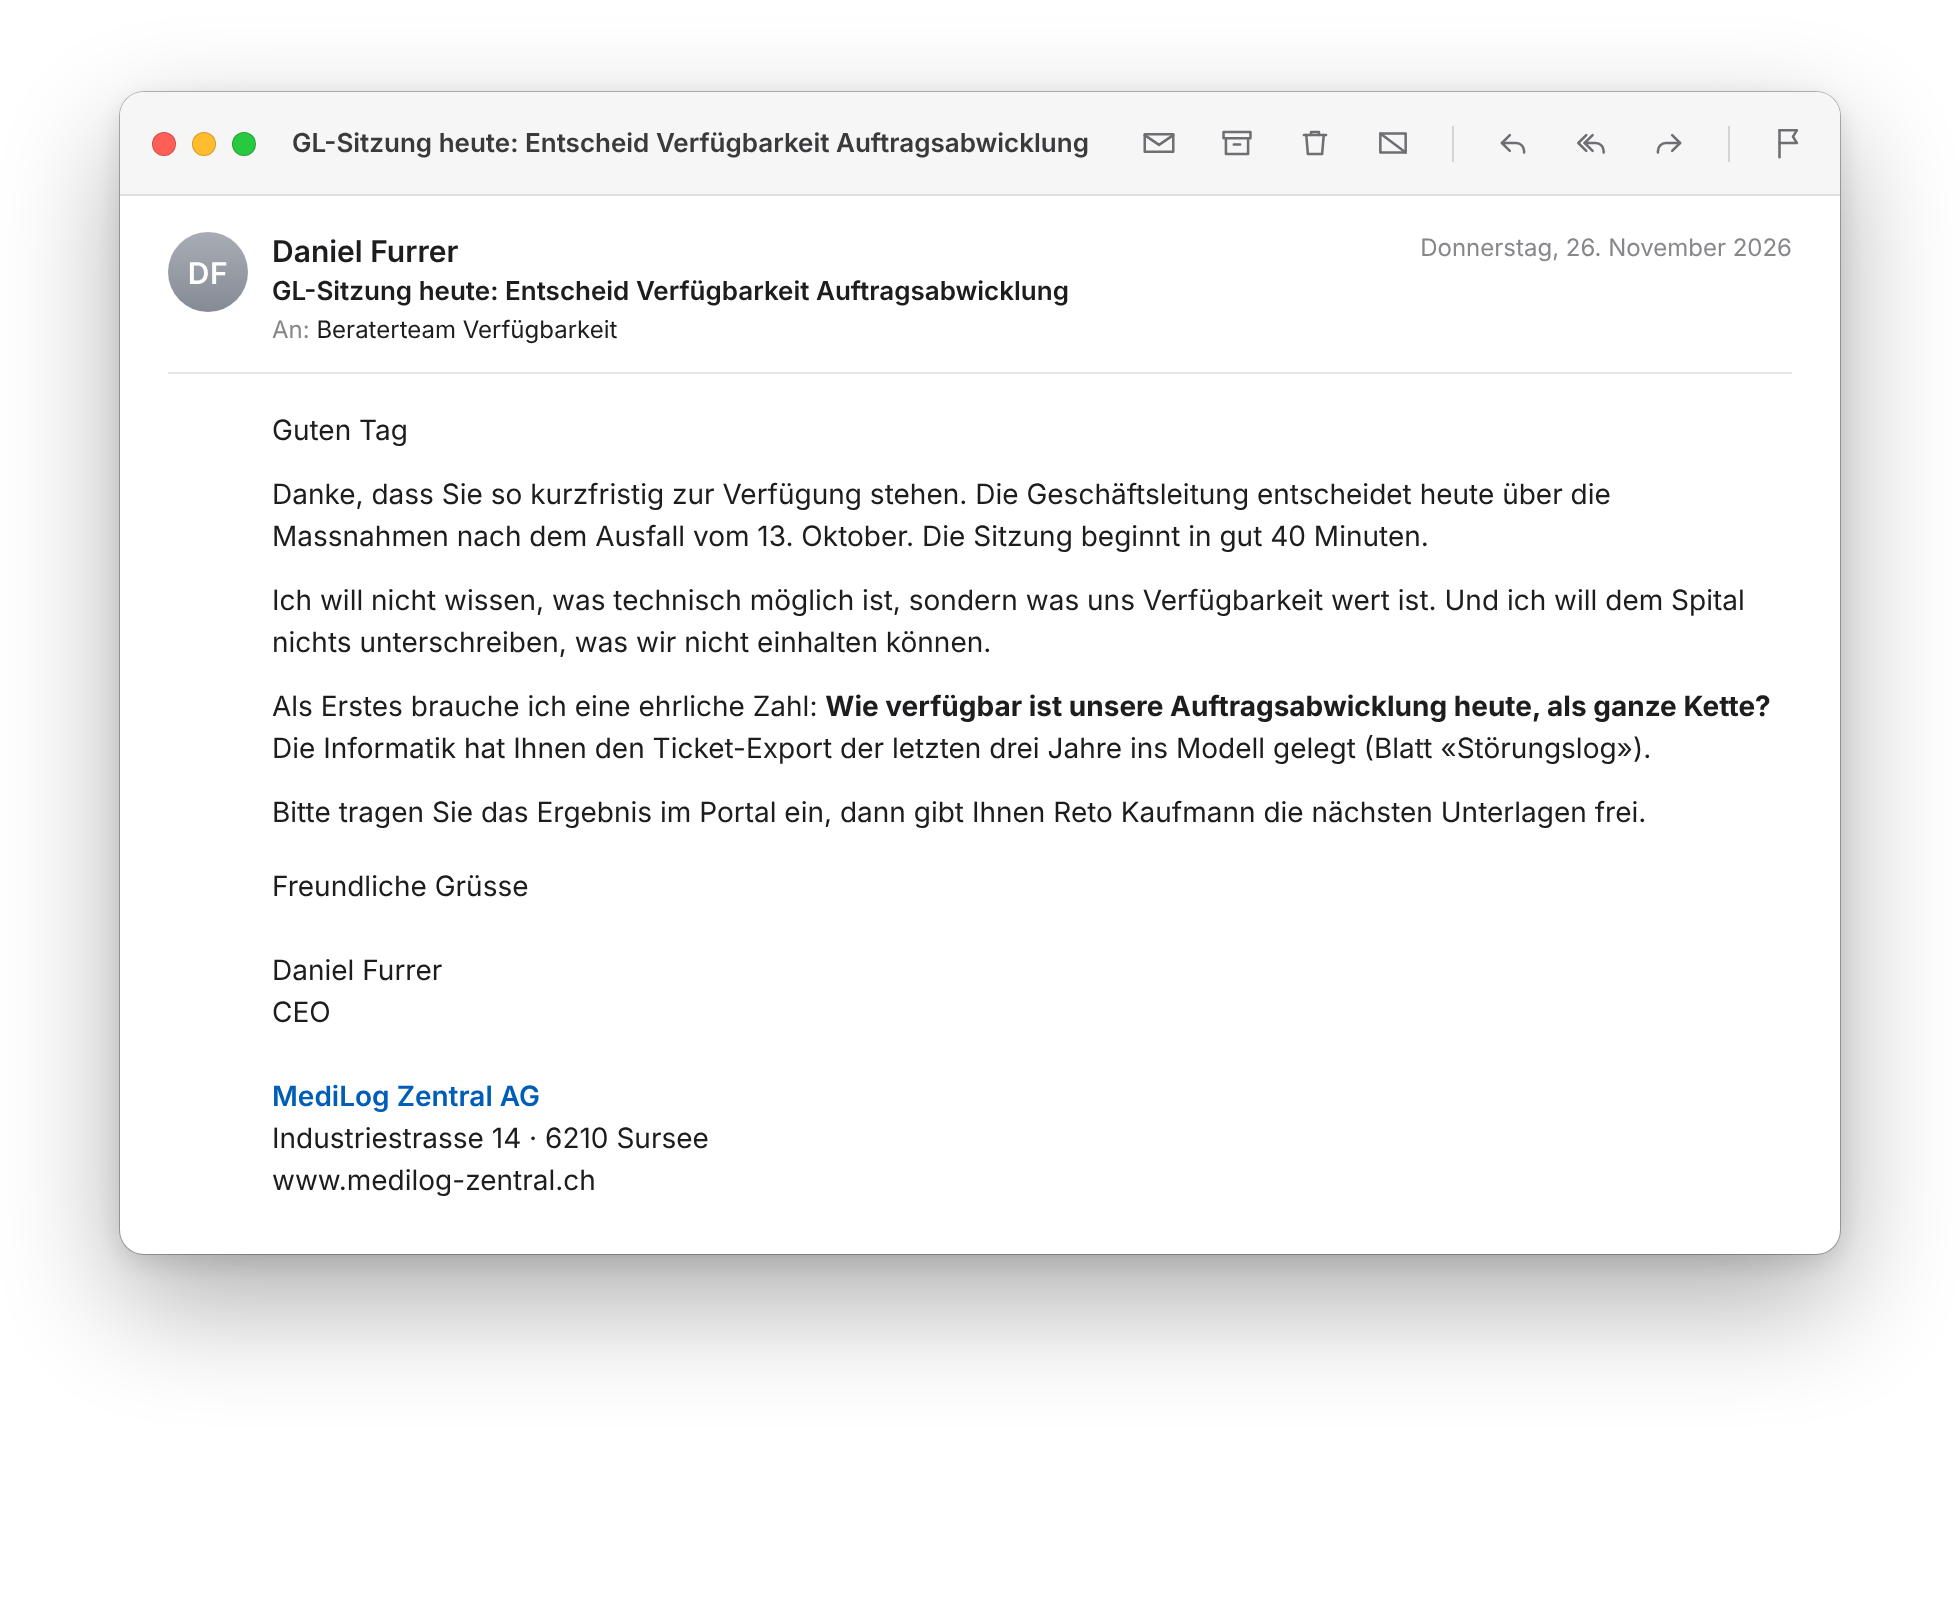 GL-Sitzung heute: Entscheid Verfügbarkeit Auftragsabwicklung
DF
Daniel Furrer
Donnerstag, 26. November 2026
GL-Sitzung heute: Entscheid Verfügbarkeit Auftragsabwicklung
An: Beraterteam Verfügbarkeit
Guten Tag
Danke, dass Sie so kurzfristig zur Verfügung stehen. Die Geschäftsleitung entscheidet heute über die
Massnahmen nach dem Ausfall vom 13. Oktober. Die Sitzung beginnt in gut 40 Minuten.
Ich will nicht wissen, was technisch möglich ist, sondern was uns Verfügbarkeit wert ist. Und ich will dem Spital
nichts unterschreiben, was wir nicht einhalten können.
Als Erstes brauche ich eine ehrliche Zahl: Wie verfügbar ist unsere Auftragsabwicklung heute, als ganze Kette?
Die Informatik hat Ihnen den Ticket-Export der letzten drei Jahre ins Modell gelegt (Blatt «Störungslog»).
Bitte tragen Sie das Ergebnis im Portal ein, dann gibt Ihnen Reto Kaufmann die nächsten Unterlagen frei.
Freundliche Grüsse
Daniel Furrer
CEO
MediLog Zentral AG
Industriestrasse 14 · 6210 Sursee
www.medilog-zentral.ch